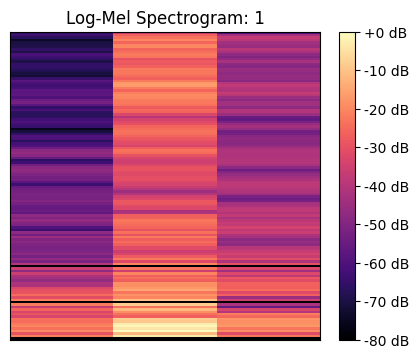 Log-Mel Spectrogram: 1
+0 dB
-10 dB
-20 dB
-30 dB
-40 dB
-50 dB
-60 dB
-70 dB
-80 dB